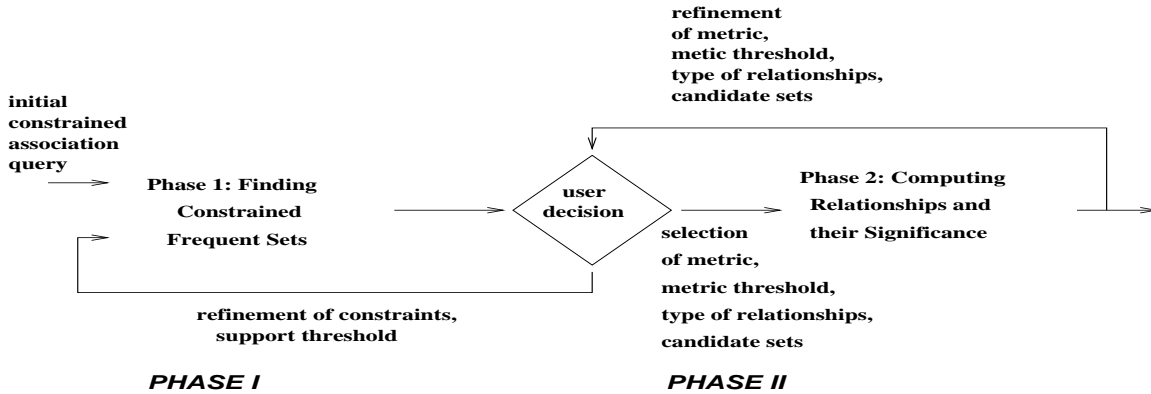 refinement
of metric,
metic threshold,
type of relationships,
candidate sets
initial
constrained
association
query
Phase 1: Finding
Constrained
Frequent Sets
user
decision
Phase 2: Computing
Relationships and
their Significance
selection
of metric,
metric threshold,
type of relationships,
candidate sets
refinement of constraints,
support threshold
PHASE I
PHASE II